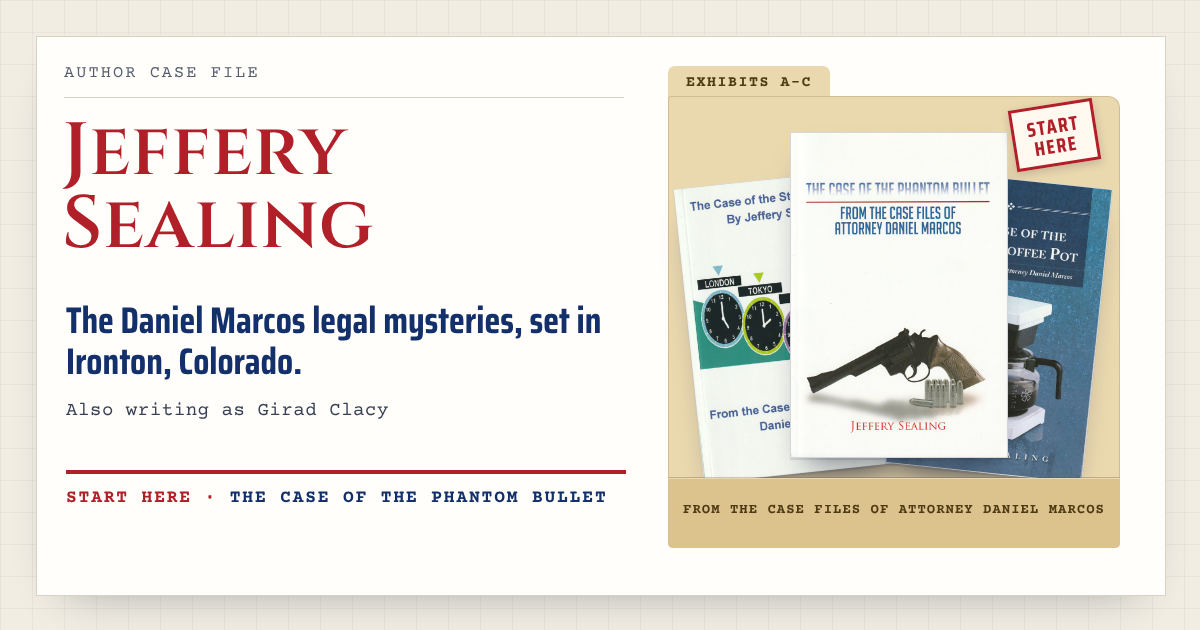 AUTHOR CASE FILE
JEFFERY
SEALING
The Daniel Marcos legal mysteries, set in
Ironton, Colorado.
Also writing as Girad Clacy
START HERE · THE CASE OF THE PHANTOM BULLET
EXHIBITS A–C
START
HERE
The Case of the
By Jeffery
LONDON
TOKYO
From the Case
THE CASE OF THE PHANTOM BULLET
FROM THE CASE FILES OF
ATTORNEY DANIEL MARCOS
JEFFERY SEALING
OF THE
POT
Daniel Marcos
FROM THE CASE FILES OF ATTORNEY DANIEL MARCOS